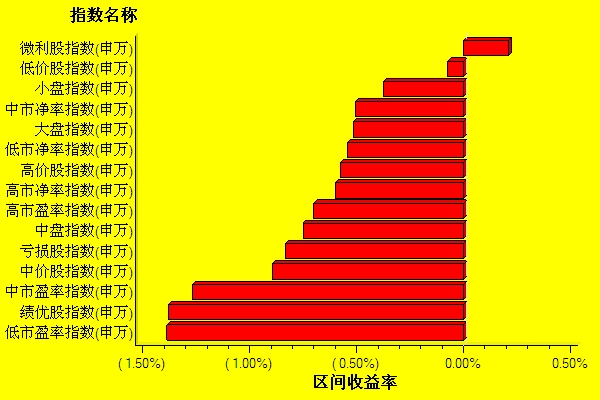 指数名称
微利股指数(申万)
低价股指数(申万)
小盘指数(申万)
中市净率指数(申万)
大盘指数(申万)
低市净率指数(申万)
高价股指数(申万)
高市净率指数(申万)
高市盈率指数(申万)
中盘指数(申万)
亏损股指数(申万)
中价股指数(申万)
中市盈率指数(申万)
绩优股指数(申万)
低市盈率指数(申万)
( 1.50%) ( 1.00%) ( 0.50%) 0.00% 0.50%
区间收益率